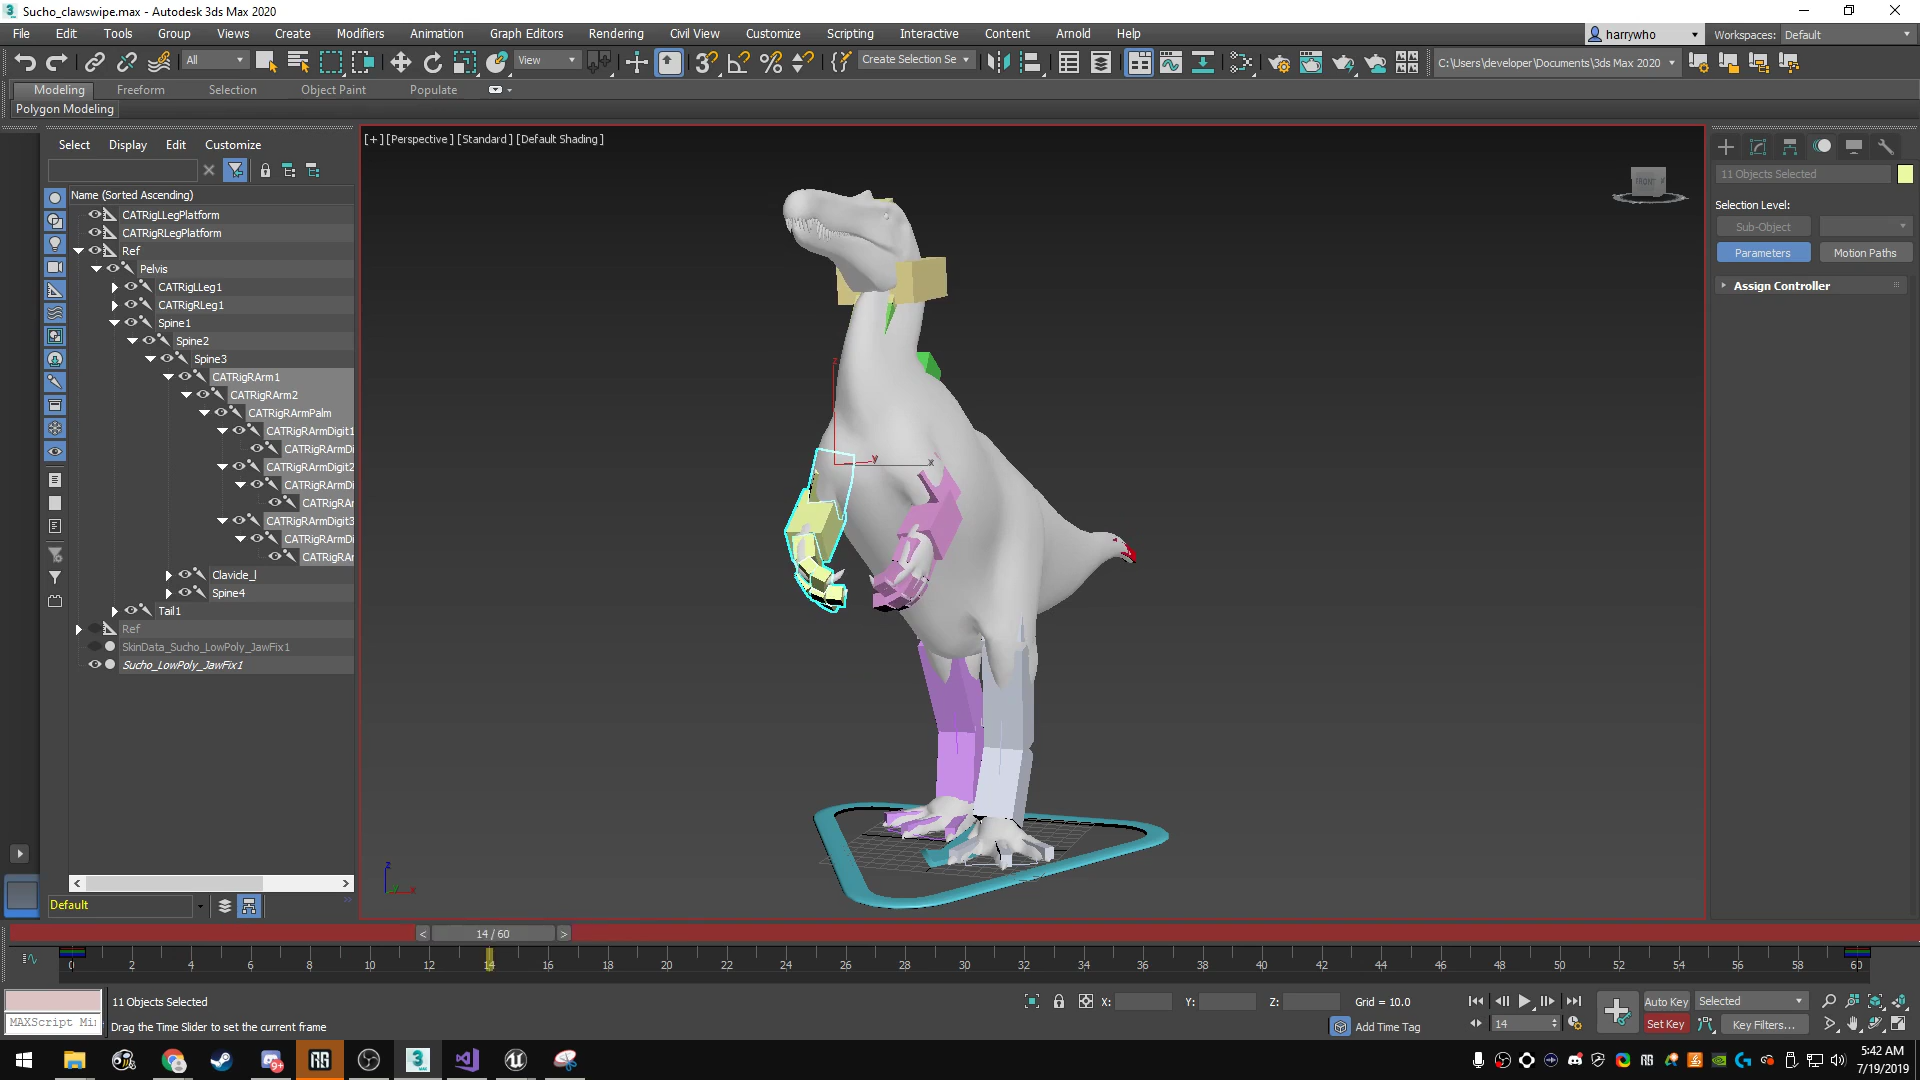 Sucho_clawswipe.max - Autodesk 3ds Max 2020
File Edit Tools Group Views Create Modifiers Animation Graph Editors Rendering Civil View Customize Scripting Interactive Content Arnold Help
harrywho Workspaces: Default
All View Create Selection Se C:\Users\developer\Documents\3ds Max 2020
Modeling Freeform Selection Object Paint Populate
Polygon Modeling
Select Display Edit Customize
[+] [Perspective ] [Standard ] [Default Shading ]
11 Objects Selected
Name (Sorted Ascending)
CATRigLLegPlatform
CATRigRLegPlatform
Ref
Pelvis
CATRigLLeg1
CATRigRLeg1
Spine1
Spine2
Spine3
CATRigRArm1
CATRigRArm2
CATRigRArmPalm
CATRigRArmDigit1
CATRigRArmDi
CATRigRArmDigit2
CATRigRArmDi
CATRigRAr
CATRigRArmDigit3
CATRigRArmDi
CATRigRAr
Clavicle_l
Spine4
Tail1
Ref
SkinData_Sucho_LowPoly_JawFix1
Sucho_LowPoly_JawFix1
Default
FRONT
z
y
x
z
x
Selection Level:
Sub-Object
Parameters Motion Paths
Assign Controller
< 14 / 60 >
0 2 4 6 8 10 12 14 16 18 20 22 24 26 28 30 32 34 36 38 40 42 44 46 48 50 52 54 56 58 60
11 Objects Selected X: Y: Z: Grid = 10.0 Auto Key Selected
MAXScript Mi
Drag the Time Slider to set the current frame Add Time Tag 14 Set Key Key Filters...
5:42 AM
7/19/2019